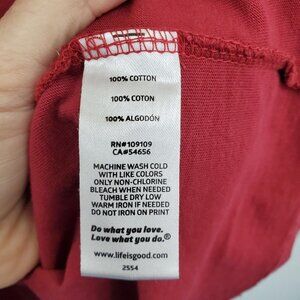 100% COTTON
100% COTON
100% ALGODÓN
RN#109109
CA#54656
MACHINE WASH COLD
WITH LIKE COLORS
ONLY NON-CHLORINE
BLEACH WHEN NEEDED
TUMBLE DRY LOW
WARM IRON IF NEEDED
DO NOT IRON ON PRINT
Do what you love.
Love what you do.®
www.lifeisgood.com
2554